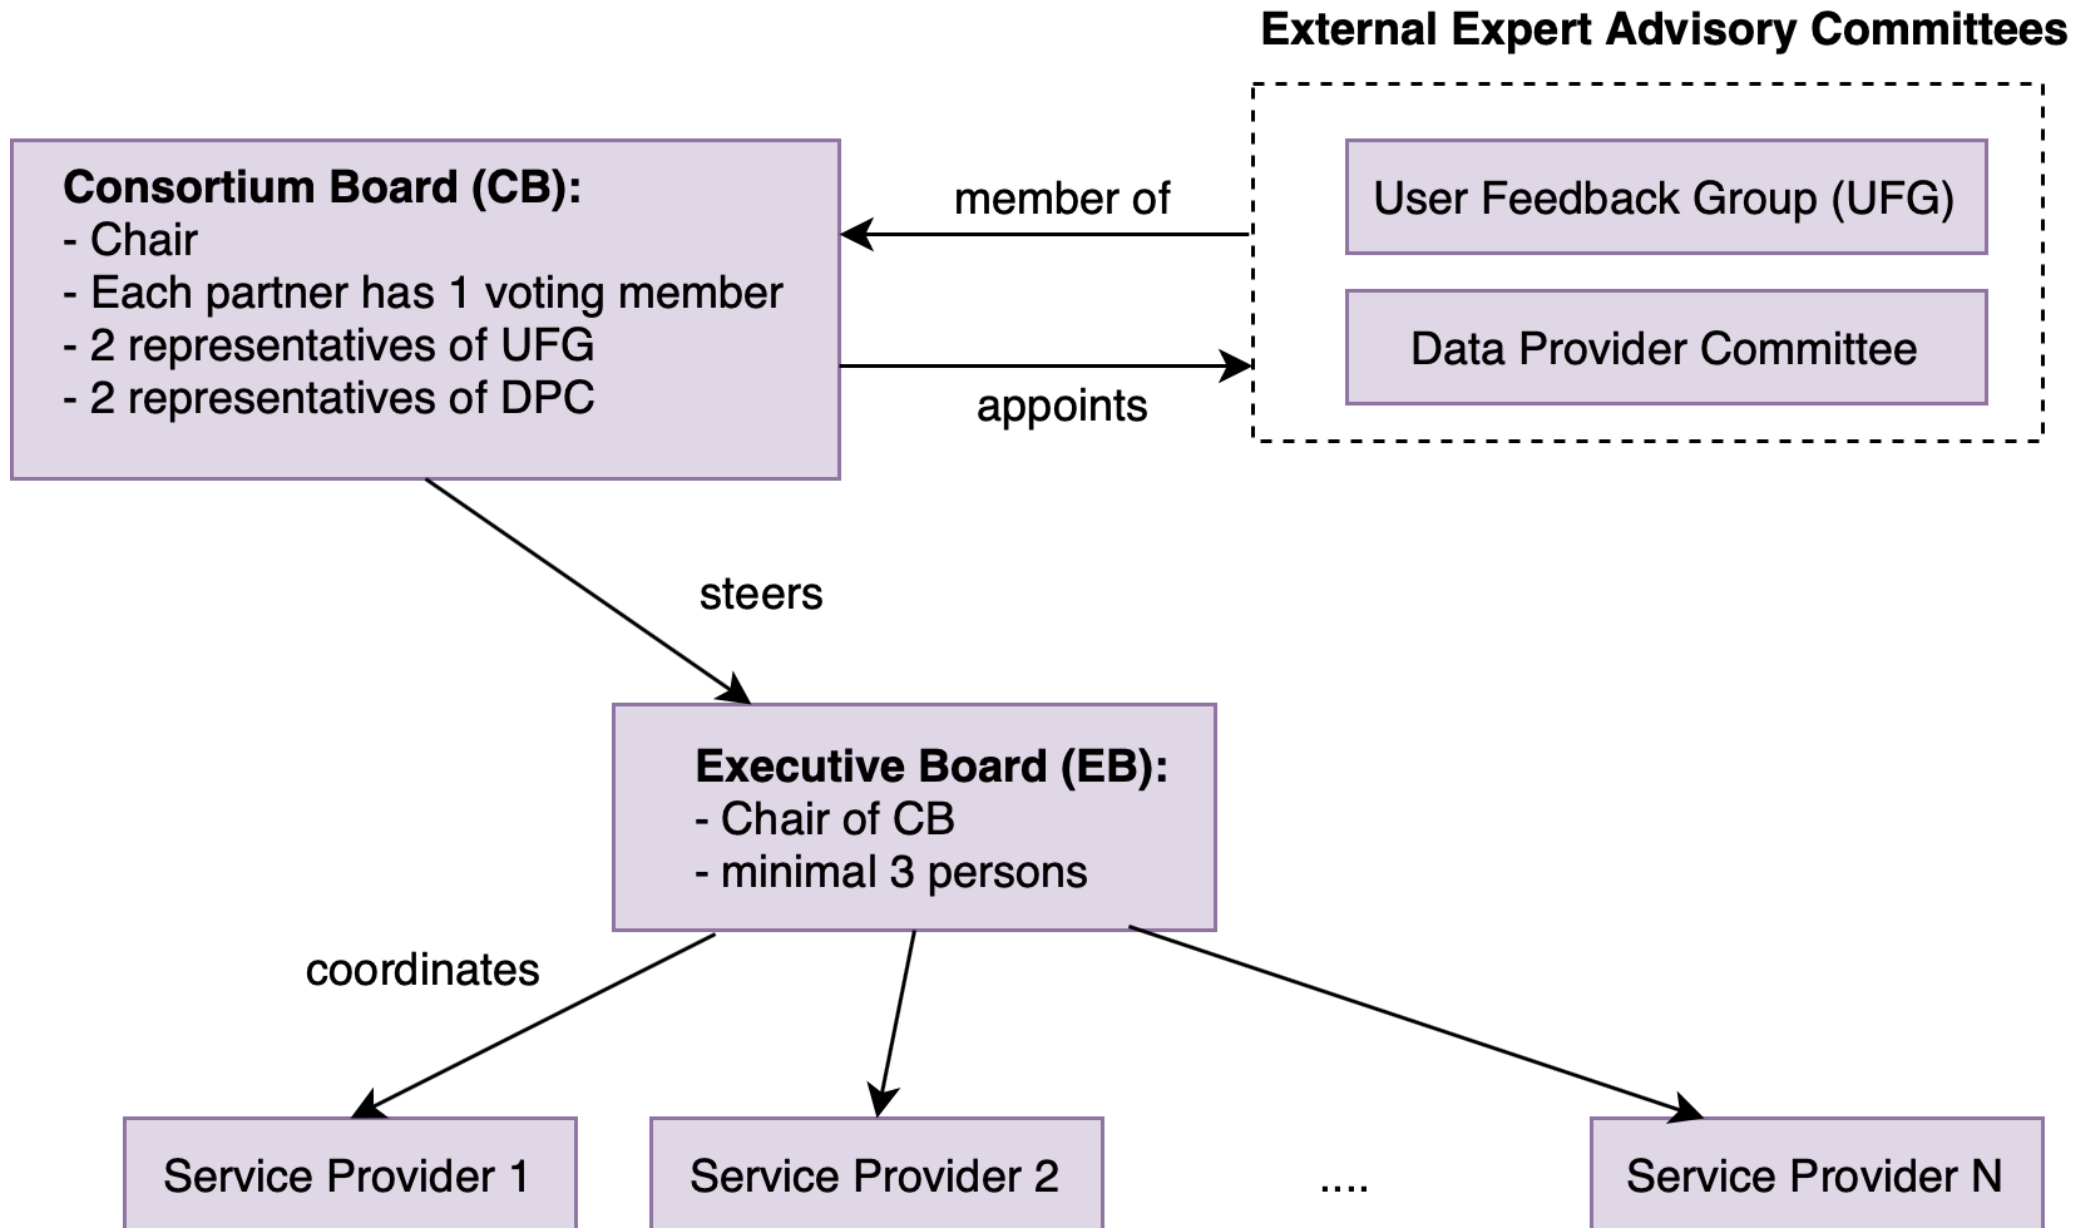 External Expert Advisory Committees
Consortium Board (CB):
- Chair
- Each partner has 1 voting member
- 2 representatives of UFG
- 2 representatives of DPC
member of
appoints
User Feedback Group (UFG)
Data Provider Committee
steers
Executive Board (EB):
- Chair of CB
- minimal 3 persons
coordinates
Service Provider 1
Service Provider 2
....
Service Provider N